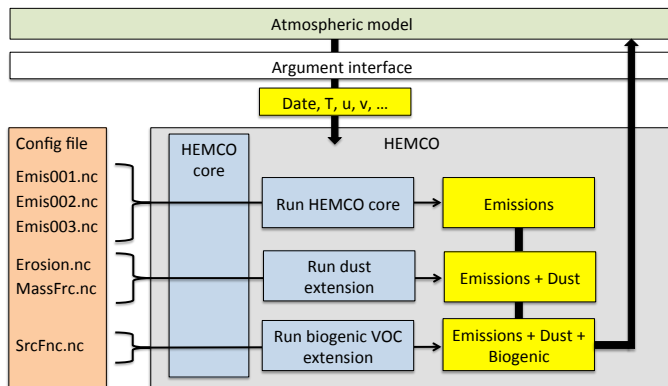 Atmospheric model
Argument interface
Date, T, u, v, …
Config file
HEMCO
core
HEMCO
Emis001.nc
Emis002.nc
Emis003.nc
Run HEMCO core
Emissions
Erosion.nc
MassFrc.nc
Run dust
extension
Emissions + Dust
SrcFnc.nc
Run biogenic VOC
extension
Emissions + Dust +
Biogenic